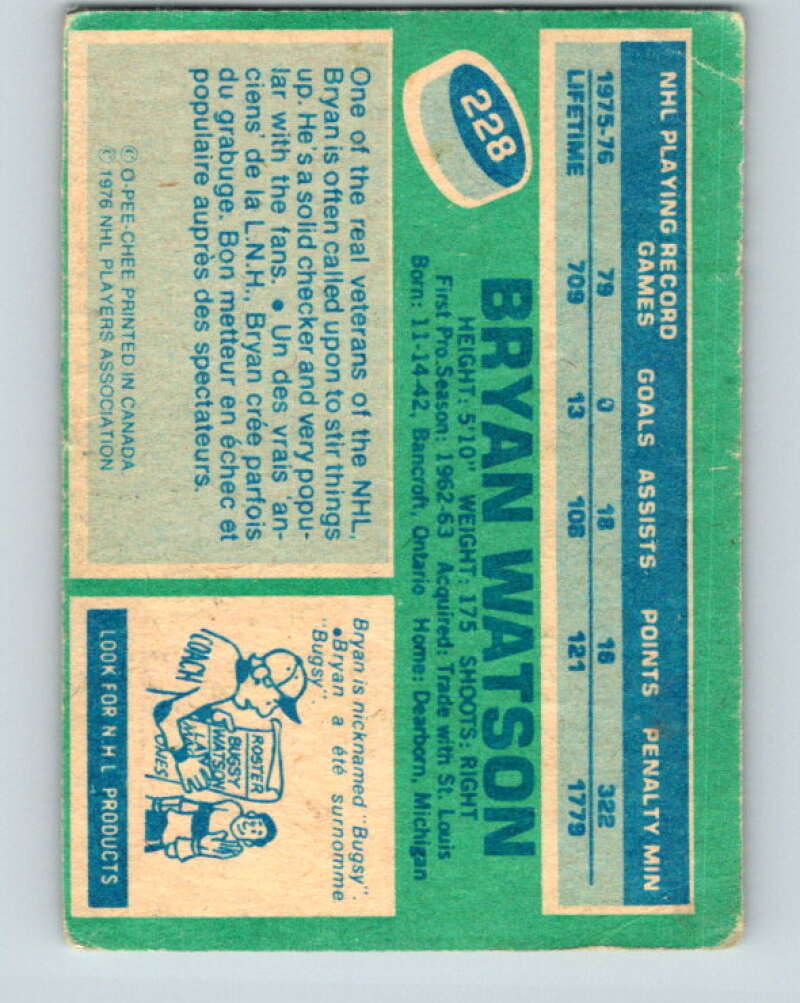 NHL PLAYING RECORD
GAMES GOALS ASSISTS POINTS PENALTY MIN
1975-76 79 0 18 16 322
LIFETIME 709 13 108 121 1779
228
BRYAN WATSON
HEIGHT: 5'10" WEIGHT: 175 SHOOTS: RIGHT
First Pro Season: 1962-63 Acquired: Trade with St. Louis
Born: 11-14-42, Bancroft, Ontario Home: Dearborn, Michigan
One of the real veterans of the NHL,
Bryan is often called upon to stir things
up. He's a solid checker and very popu-
lar with the fans. • Un des vrais 'an-
ciens' de la L.N.H., Bryan crée parfois
du grabuge. Bon metteur en échec et
populaire auprès des spectateurs.
© O-PEE-CHEE PRINTED IN CANADA
© 1976 NHL PLAYERS ASSOCIATION
Bryan is nicknamed "Bugsy".
• Bryan a été surnomme
"Bugsy"
ROSTER
BUGSY
WATSON
COACH
LOOK FOR N.H.L PRODUCTS